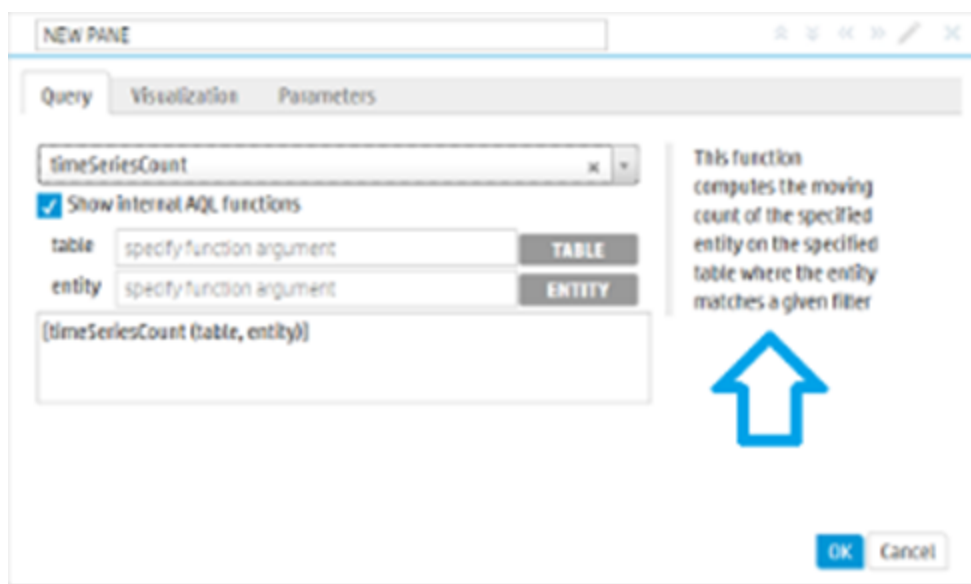 NEW PANE
Query Visualization Parameters
timeSeriesCount
Show internal AQL functions
table specify function argument TABLE
entity specify function argument ENTITY
[timeSeriesCount (table, entity)]
This function
computes the moving
count of the specified
entity on the specified
table where the entity
matches a given filter
OK Cancel